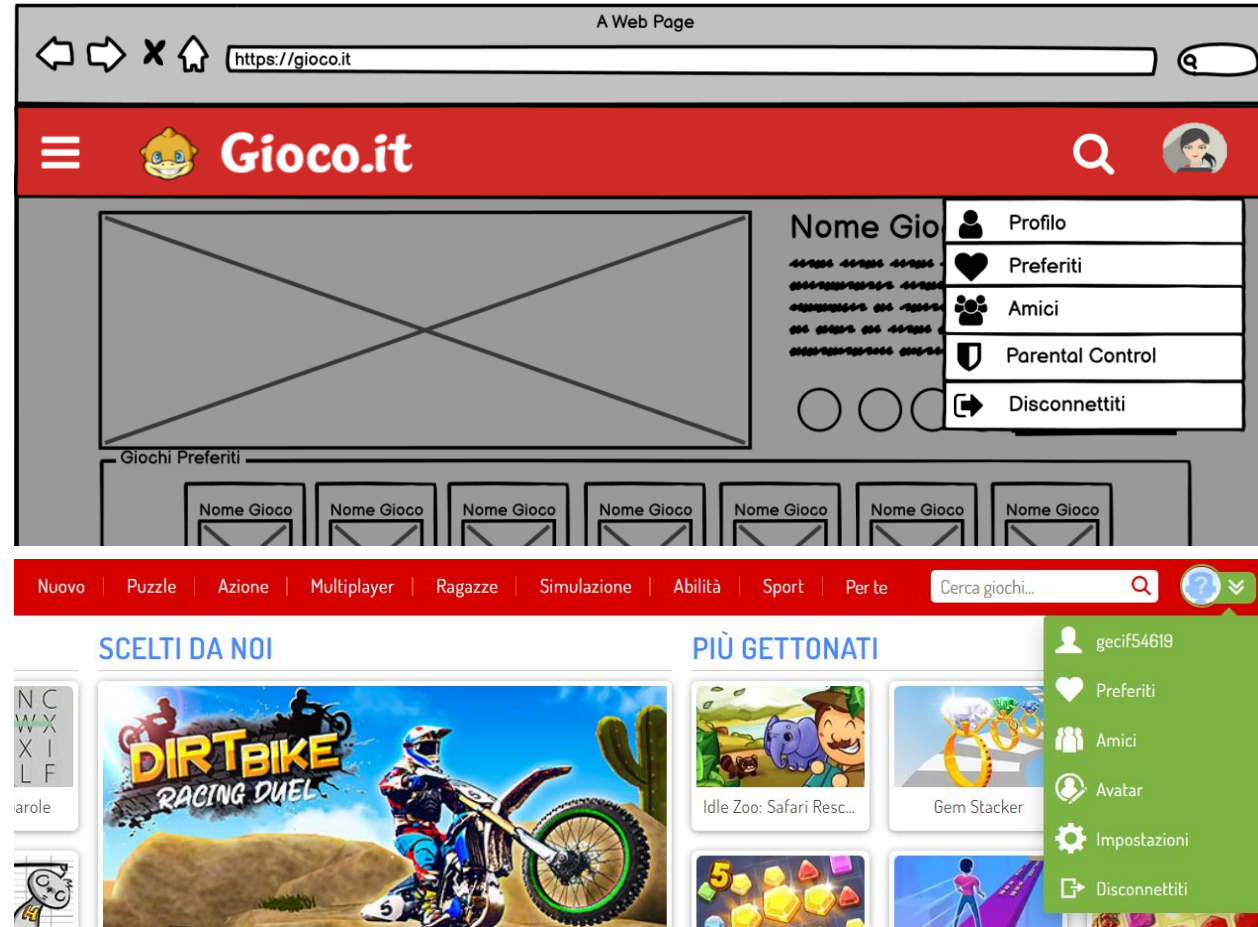 A Web Page
https://gioco.it
Gioco.it
Nome Gio
Profilo
Preferiti
Amici
Parental Control
Disconnettiti
Giochi Preferiti
Nome Gioco Nome Gioco Nome Gioco Nome Gioco Nome Gioco Nome Gioco Nome Gioco
Nuovo Puzzle Azione Multiplayer Ragazze Simulazione Abilità Sport Per te Cerca giochi...
SCELTI DA NOI
PIÙ GETTONATI
gecif54619
Preferiti
Amici
Avatar
Impostazioni
Disconnettiti
N C
W X
X I
L F
arole
DIRT BIKE
RACING DUEL
5
Idle Zoo: Safari Resc...
Gem Stacker
5